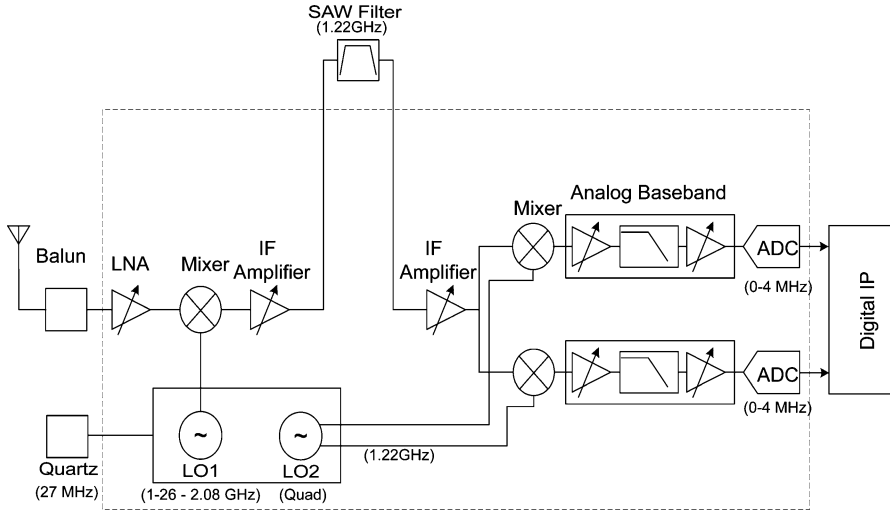 SAW Filter
(1.22GHz)
Balun
LNA
Mixer
IF
Amplifier
IF
Amplifier
Mixer
Analog Baseband
ADC
(0-4 MHz)
Digital IP
ADC
(0-4 MHz)
Quartz
(27 MHz)
~
LO1
(1-26 - 2.08 GHz)
~
LO2
(Quad)
(1.22GHz)